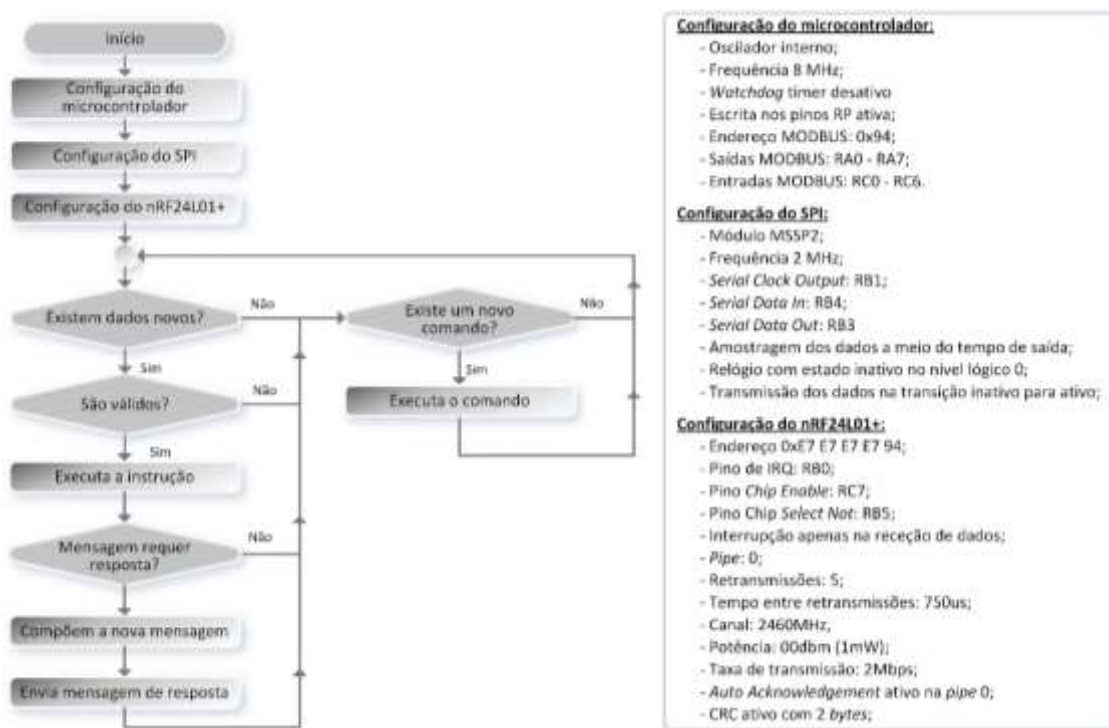 Início
Configuração do
microcontrolador
Configuração do SPI
Configuração do nRF24L01+
Existem dados novos?
Não
Sim
São válidos?
Não
Sim
Executa a instrução
Mensagem requer
resposta?
Não
Compõem a nova mensagem
Envia mensagem de resposta
Existe um novo
comando?
Não
Sim
Executa o comando
Configuração do microcontrolador:
- Oscilador interno;
- Frequência 8 MHz;
- Watchdog timer desativo
- Escrita nos pinos RP ativa;
- Endereço MODBUS: 0x94;
- Saídas MODBUS: RA0 - RA7;
- Entradas MODBUS: RC0 - RC6.
Configuração do SPI:
- Módulo MSSP2;
- Frequência 2 MHz;
- Serial Clock Output: RB1;
- Serial Data In: RB4;
- Serial Data Out: RB3
- Amostragem dos dados a meio do tempo de saída;
- Relógio com estado inativo no nível lógico 0;
- Transmissão dos dados na transição inativo para ativo;
Configuração do nRF24L01+:
- Endereço 0xE7 E7 E7 E7 94;
- Pino de IRQ: RB0;
- Pino Chip Enable: RC7;
- Pino Chip Select Not: RB5;
- Interrupção apenas na receção de dados;
- Pipe: 0;
- Retransmissões: 5;
- Tempo entre retransmissões: 750us;
- Canal: 2460MHz,
- Potência: 00dbm (1mW);
- Taxa de transmissão: 2Mbps;
- Auto Acknowledgement ativo na pipe 0;
- CRC ativo com 2 bytes;